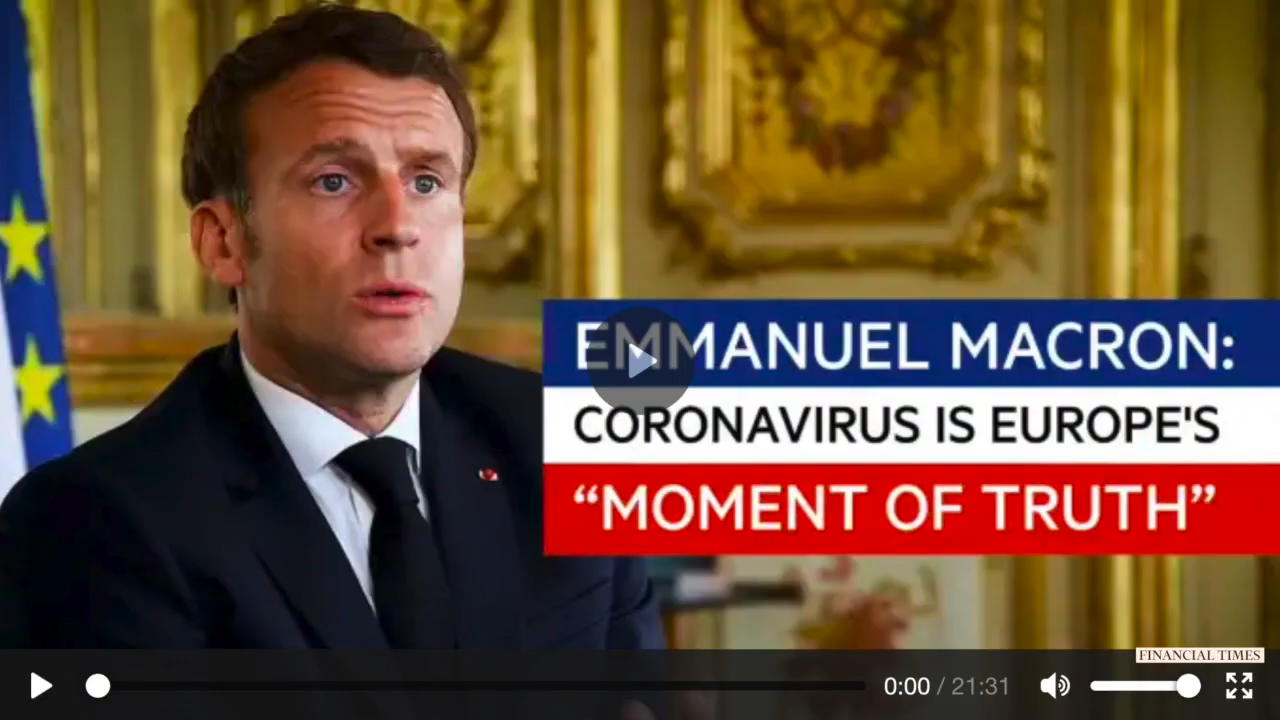 EMMANUEL MACRON:
CORONAVIRUS IS EUROPE'S
“MOMENT OF TRUTH”
FINANCIAL TIMES
0:00 / 21:31